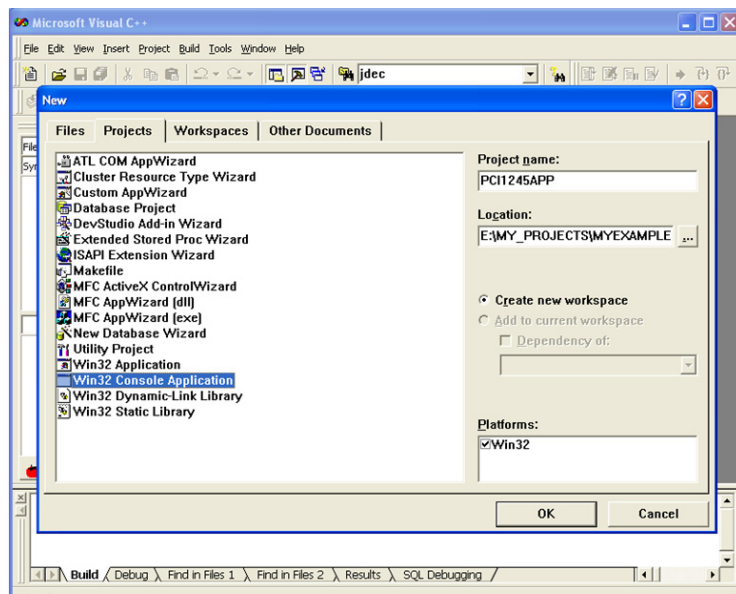 Microsoft Visual C++
File Edit View Insert Project Build Tools Window Help
jdec
New
Files Projects Workspaces Other Documents
ATL COM AppWizard
Cluster Resource Type Wizard
Custom AppWizard
Database Project
DevStudio Add-in Wizard
Extended Stored Proc Wizard
ISAPI Extension Wizard
Makefile
MFC ActiveX ControlWizard
MFC AppWizard (dll)
MFC AppWizard (exe)
New Database Wizard
Utility Project
Win32 Application
Win32 Console Application
Win32 Dynamic-Link Library
Win32 Static Library
Project name:
PCI1245APP
Location:
E:\MY_PROJECTS\MYEXAMPLE
...
Create new workspace
Add to current workspace
Dependency of:
Platforms:
Win32
OK Cancel
Build Debug Find in Files 1 Find in Files 2 Results SQL Debugging